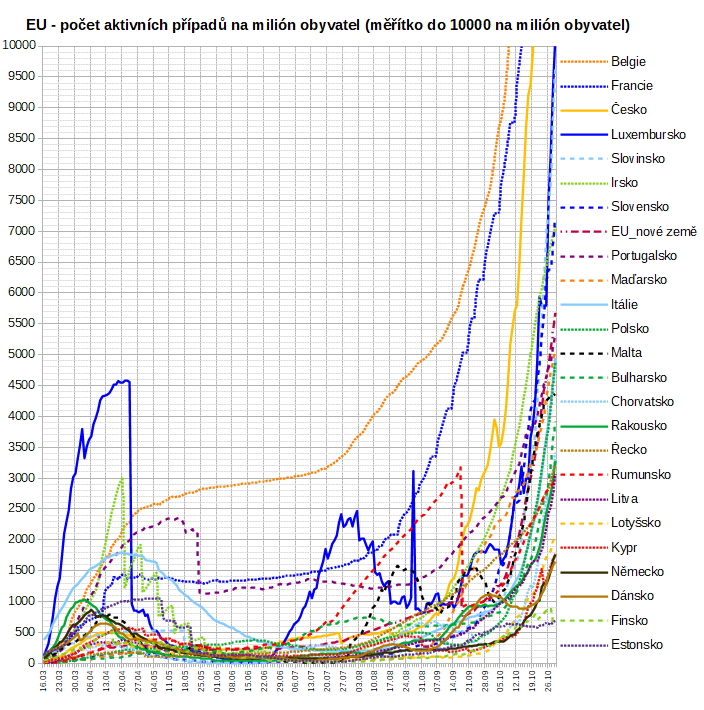 EU - počet aktivních případů na milión obyvatel (měřítko do 10000 na milión obyvatel)
10000
9500
9000
8500
8000
7500
7000
6500
6000
5500
5000
4500
4000
3500
3000
2500
2000
1500
1000
500
0
16.03
23.03
30.03
06.04
13.04
20.04
27.04
04.05
11.05
18.05
25.05
01.06
08.06
15.06
22.06
29.06
06.07
13.07
20.07
27.07
03.08
10.08
17.08
24.08
31.08
07.09
14.09
21.09
28.09
05.10
12.10
19.10
26.10
Belgie
Francie
Česko
Luxembursko
Slovinsko
Irsko
Slovensko
EU_nové země
Portugalsko
Maďarsko
Itálie
Polsko
Malta
Bulharsko
Chorvatsko
Rakousko
Řecko
Rumunsko
Litva
Lotyšsko
Kypr
Německo
Dánsko
Finsko
Estonsko